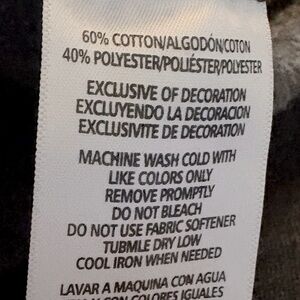 60% COTTON/ALGODÓN/COTON
40% POLYESTER/POLIÉSTER/POLYESTER
EXCLUSIVE OF DECORATION
EXCLUYENDO LA DECORACION
EXCLUSIVITE DE DECORATION
MACHINE WASH COLD WITH
LIKE COLORS ONLY
REMOVE PROMPTLY
DO NOT BLEACH
DO NOT USE FABRIC SOFTENER
TUBMLE DRY LOW
COOL IRON WHEN NEEDED
LAVAR A MAQUINA CON AGUA
CON COLORES IGUALES